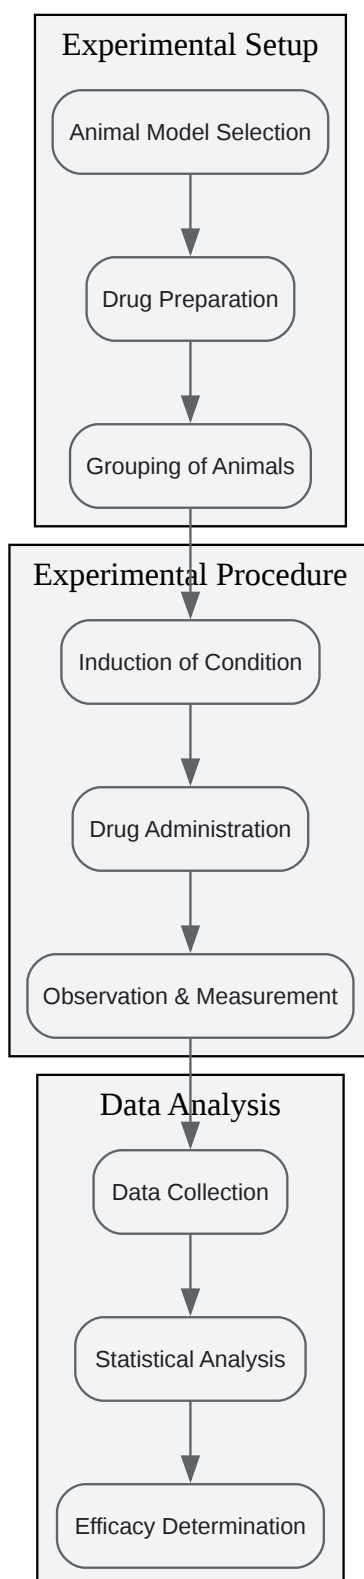 Experimental Setup
Animal Model Selection
Drug Preparation
Grouping of Animals
Experimental Procedure
Induction of Condition
Drug Administration
Observation & Measurement
Data Analysis
Data Collection
Statistical Analysis
Efficacy Determination